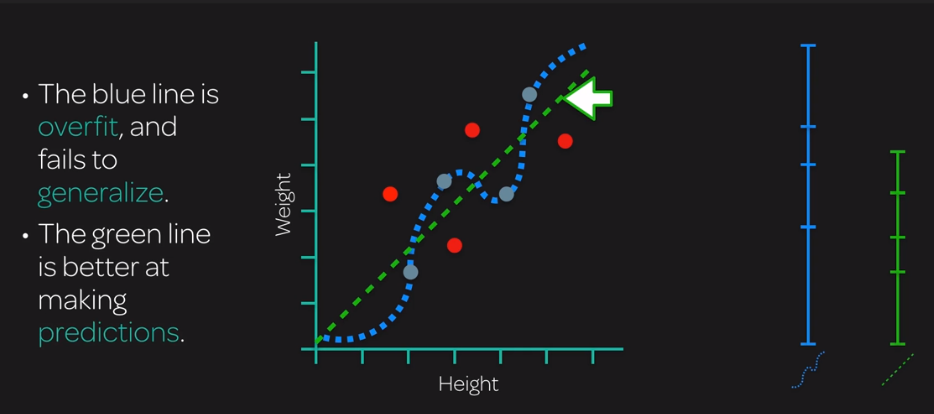 • The blue line is
overfit, and
fails to
generalize.
• The green line
is better at
making
predictions.
Weight
Height